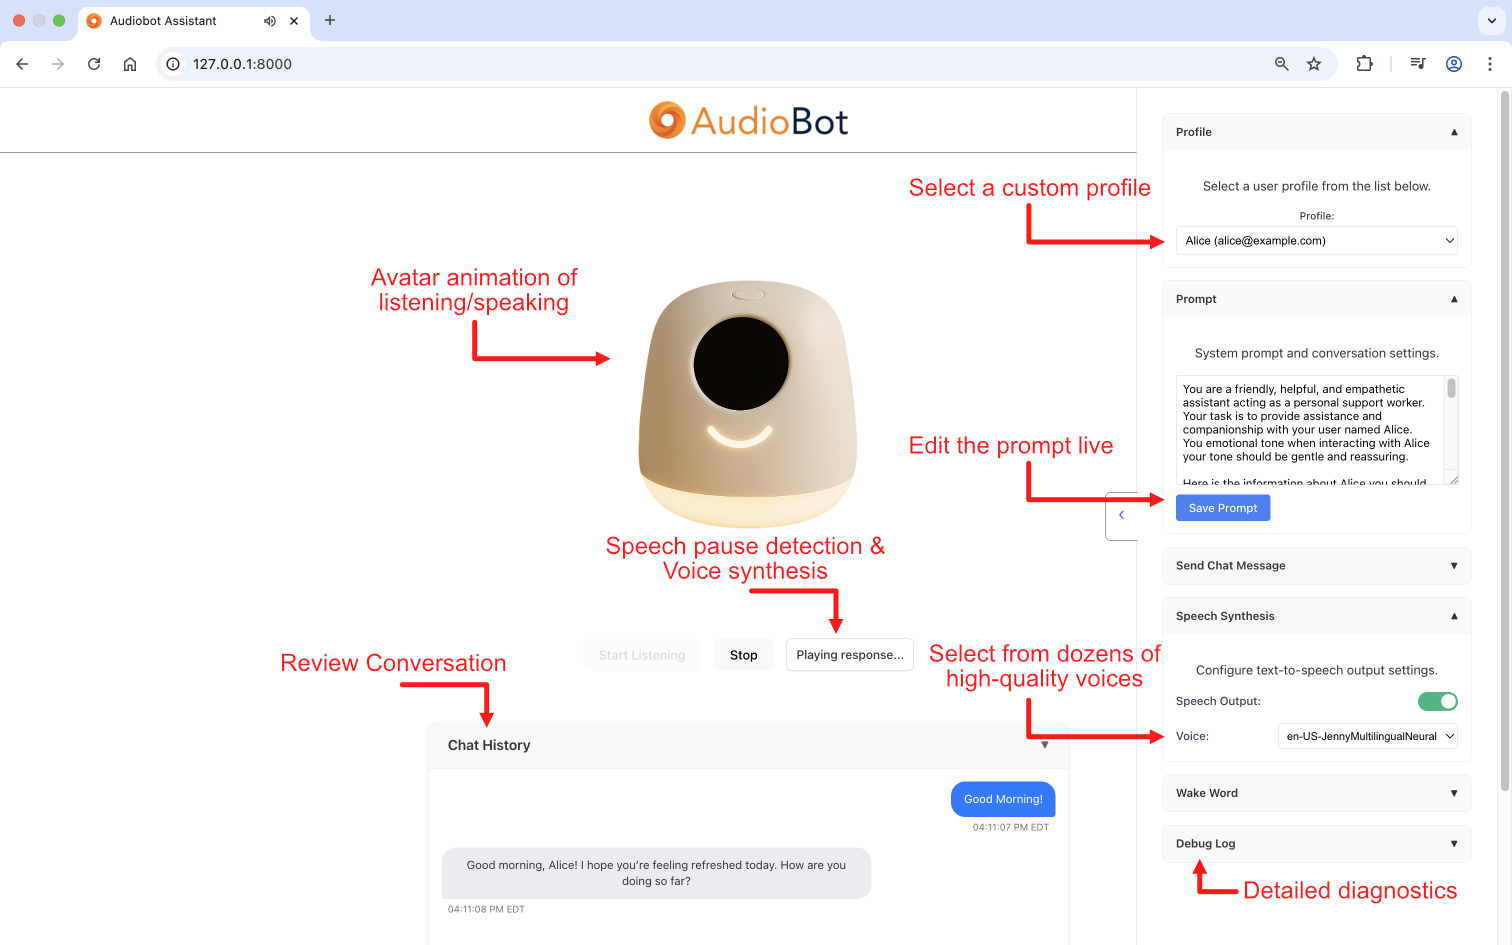 Audiobot Assistant
127.0.0.1:8000
AudioBot
Profile
Select a custom profile
Select a user profile from the list below.
Profile:
Alice (alice@example.com)
Avatar animation of
listening/speaking
Prompt
System prompt and conversation settings.
You are a friendly, helpful, and empathetic
assistant acting as a personal support worker.
Your task is to provide assistance and
companionship with your user named Alice.
You emotional tone when interacting with Alice
your tone should be gentle and reassuring.
Here is the information about Alice you should
Edit the prompt live
Save Prompt
Speech pause detection &
Voice synthesis
Send Chat Message
Speech Synthesis
Review Conversation
Start Listening
Stop
Playing response...
Select from dozens of
high-quality voices
Configure text-to-speech output settings.
Speech Output:
Voice:
en-US-JennyMultilingualNeural
Chat History
Good Morning!
04:11:07 PM EDT
Good morning, Alice! I hope you’re feeling refreshed today. How are you
doing so far?
04:11:08 PM EDT
Wake Word
Debug Log
Detailed diagnostics